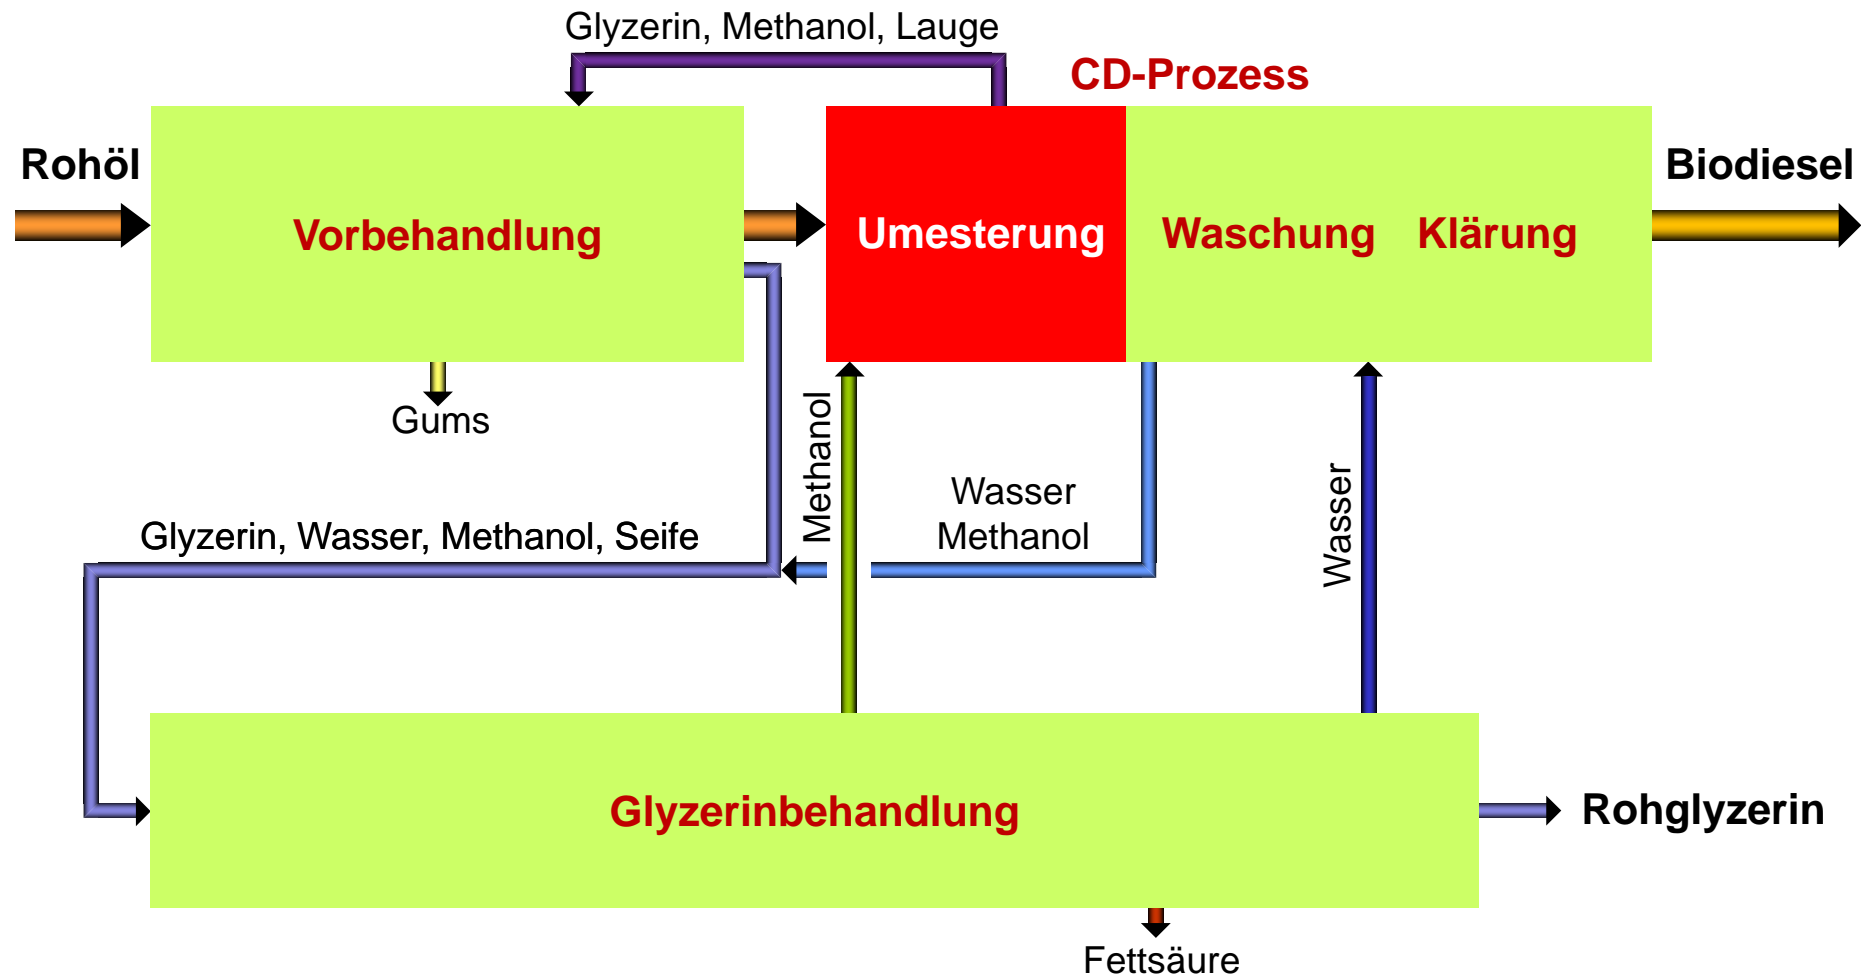 Glyzerin, Methanol, Lauge
CD-Prozess
Rohöl
Biodiesel
Vorbehandlung
Umesterung
Waschung
Klärung
Gums
Methanol
Wasser
Methanol
Wasser
Glyzerin, Wasser, Methanol, Seife
Glyzerinbehandlung
Rohglyzerin
Fettsäure